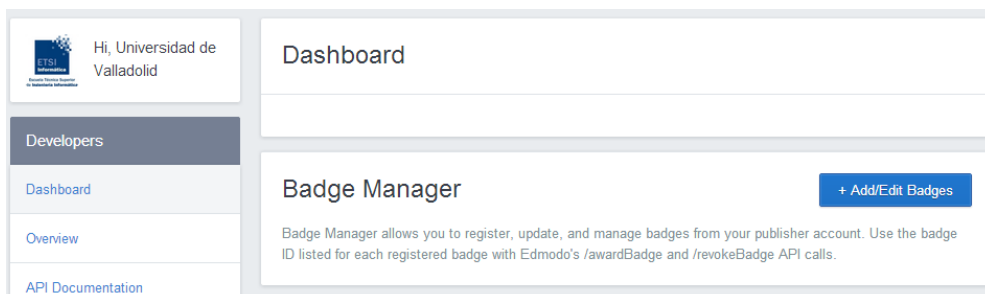 ETSI
Informática
Escuela Técnica Superior
de Ingeniería Informática
Hi, Universidad de
Valladolid
Developers
Dashboard
Overview
API Documentation
Dashboard
Badge Manager
+ Add/Edit Badges
Badge Manager allows you to register, update, and manage badges from your publisher account. Use the badge
ID listed for each registered badge with Edmodo's /awardBadge and /revokeBadge API calls.